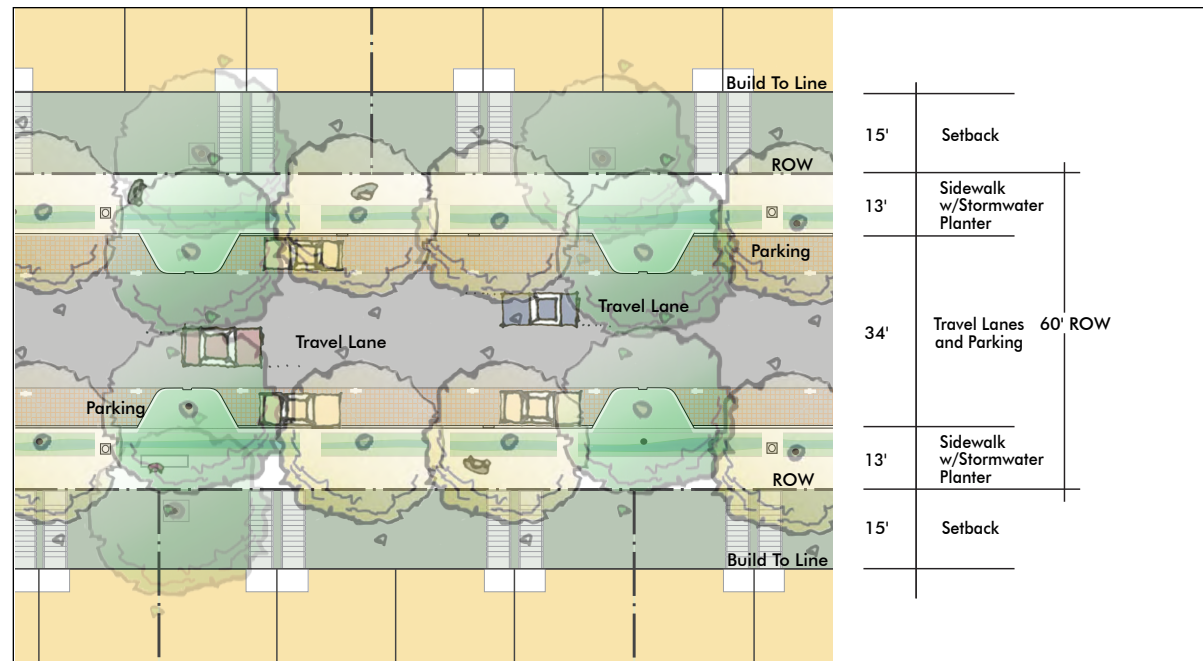 Build To Line
ROW
Parking
Travel Lane
Travel Lane
Parking
ROW
Build To Line
15' Setback
13' Sidewalk
w/Stormwater
Planter
34' Travel Lanes
and Parking
60' ROW
13' Sidewalk
w/Stormwater
Planter
15' Setback